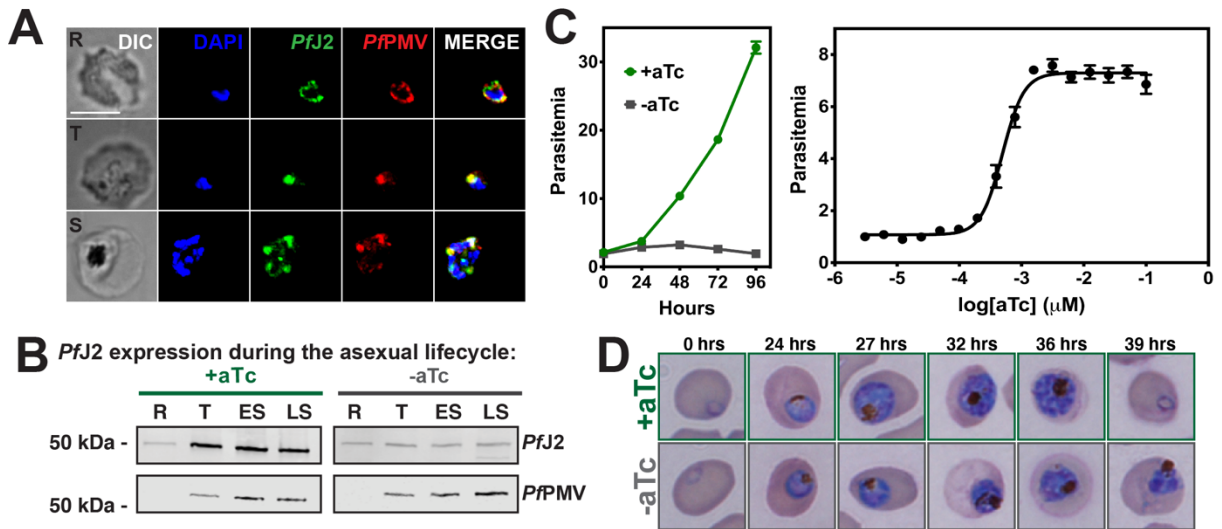 A
R
DIC
DAPI
PfJ2
PfPMV
MERGE
T
S
B
PfJ2 expression during the asexual lifecycle:
+aTc
-aTc
R T ES LS
R T ES LS
50 kDa -
PfJ2
50 kDa -
PfPMV
C
Parasitemia
30
20
10
0
+aTc
-aTc
0 24 48 72 96
Hours
Parasitemia
8
6
4
2
0
-6 -5 -4 -3 -2 -1 0
log[aTc] (μM)
D
0 hrs 24 hrs 27 hrs 32 hrs 36 hrs 39 hrs
+aTc
-aTc